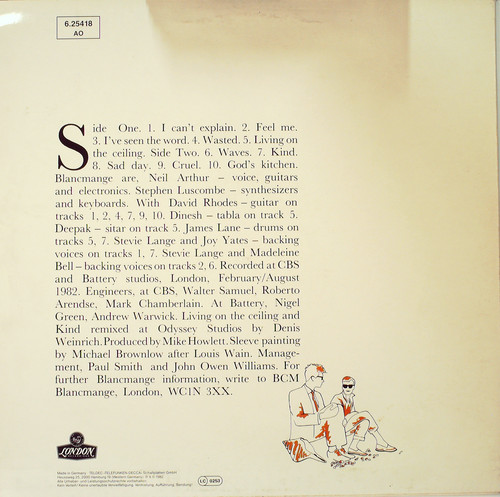 6.25418
AO
Side One. 1. I can't explain. 2. Feel me.
3. I've seen the word. 4. Wasted. 5. Living on
the ceiling. Side Two. 6. Waves. 7. Kind.
8. Sad day. 9. Cruel. 10. God's kitchen.
Blancmange are, Neil Arthur – voice, guitars
and electronics. Stephen Luscombe – synthesizers
and keyboards. With David Rhodes – guitar on
tracks 1, 2, 4, 7, 9, 10. Dinesh – tabla on track 5.
Deepak – sitar on track 5. James Lane – drums on
tracks 5, 7. Stevie Lange and Joy Yates – backing
voices on tracks 1, 7. Stevie Lange and Madeleine
Bell – backing voices on tracks 2, 6. Recorded at CBS
and Battery studios, London, February/August
1982. Engineers, at CBS, Walter Samuel, Roberto
Arendse, Mark Chamberlain. At Battery, Nigel
Green, Andrew Warwick. Living on the ceiling and
Kind remixed at Odyssey Studios by Denis
Weinrich. Produced by Mike Howlett. Sleeve painting
by Michael Brownlow after Louis Wain. Manage-
ment, Paul Smith and John Owen Williams. For
further Blancmange information, write to BCM
Blancmange, London, WC1N 3XX.
LONDON
Made in Germany
LC 0253